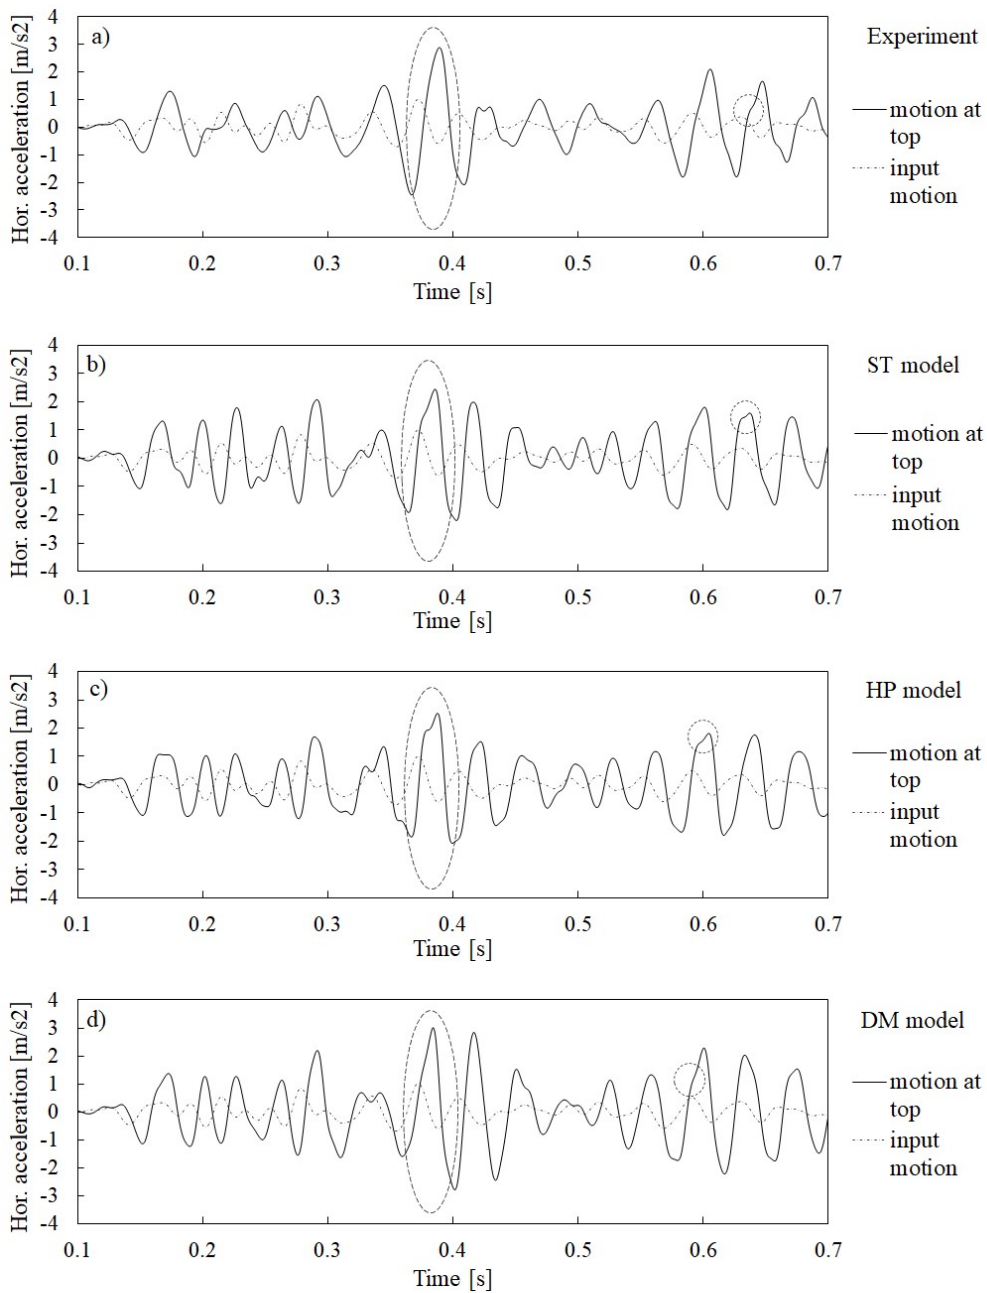 a)
Hor. acceleration [m/s2]
4
3
2
1
0
-1
-2
-3
-4
0.1 0.2 0.3 0.4 0.5 0.6 0.7
Time [s]
Experiment
motion at
top
input
motion
b)
Hor. acceleration [m/s2]
4
3
2
1
0
-1
-2
-3
-4
0.1 0.2 0.3 0.4 0.5 0.6 0.7
Time [s]
ST model
motion at
top
input
motion
c)
Hor. acceleration [m/s2]
4
3
2
1
0
-1
-2
-3
-4
0.1 0.2 0.3 0.4 0.5 0.6 0.7
Time [s]
HP model
motion at
top
input
motion
d)
Hor. acceleration [m/s2]
4
3
2
1
0
-1
-2
-3
-4
0.1 0.2 0.3 0.4 0.5 0.6 0.7
Time [s]
DM model
motion at
top
input
motion